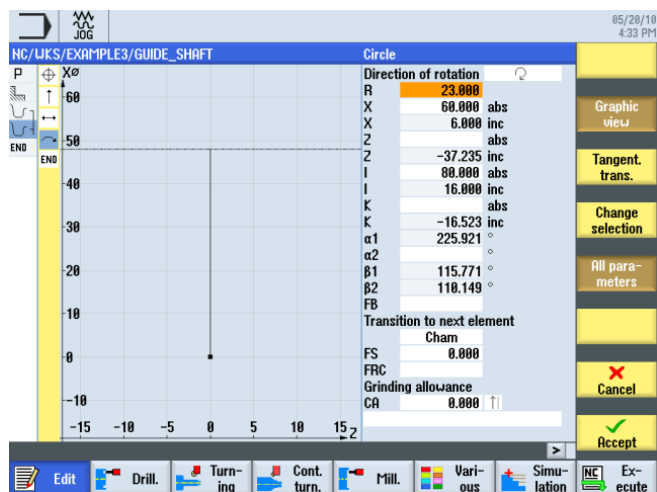 JOG
05/20/10
4:33 PM
NC/WKS/EXAMPLE3/GUIDE_SHAFT
Circle
P
END
END
XØ
60
50
40
30
20
10
0
-10
-15 -10 -5 0 5 10 15 Z
Direction of rotation
R 23.000
X 60.000 abs
X 6.000 inc
Z abs
Z -37.235 inc
I 80.000 abs
I 16.000 inc
K abs
K -16.523 inc
α1 225.921 °
α2 °
β1 115.771 °
β2 110.149 °
FB
Transition to next element
Cham
FS 0.000
FRC
Grinding allowance
CA 0.000
>
Graphic
view
Tangent.
trans.
Change
selection
All para-
meters
Cancel
Accept
Edit
Drill.
Turn-
ing
Cont.
turn.
Mill.
Vari-
ous
Simu-
lation
NC
Ex-
ecute